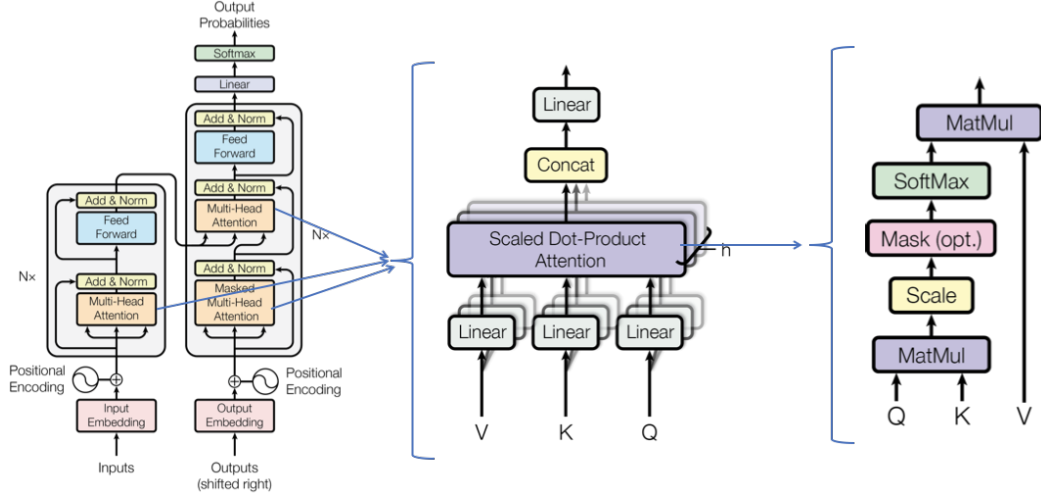 Output
Probabilities
Softmax
Linear
Add & Norm
Feed
Forward
Add & Norm
Multi-Head
Attention
Nx
Add & Norm
Masked
Multi-Head
Attention
Add & Norm
Feed
Forward
Nx
Add & Norm
Multi-Head
Attention
Positional
Encoding
Positional
Encoding
Input
Embedding
Output
Embedding
Inputs
Outputs
(shifted right)
Linear
Concat
Scaled Dot-Product
Attention
h
Linear
Linear
Linear
V
K
Q
MatMul
SoftMax
Mask (opt.)
Scale
MatMul
Q
K
V